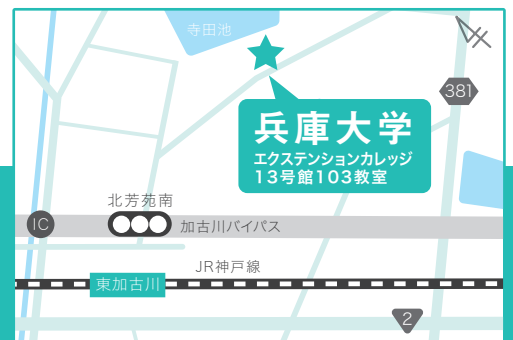 寺田池
381
兵庫大学
エクステンションカレッジ
13号館103教室
北芳苑南
IC
加古川バイパス
JR神戸線
東加古川
2